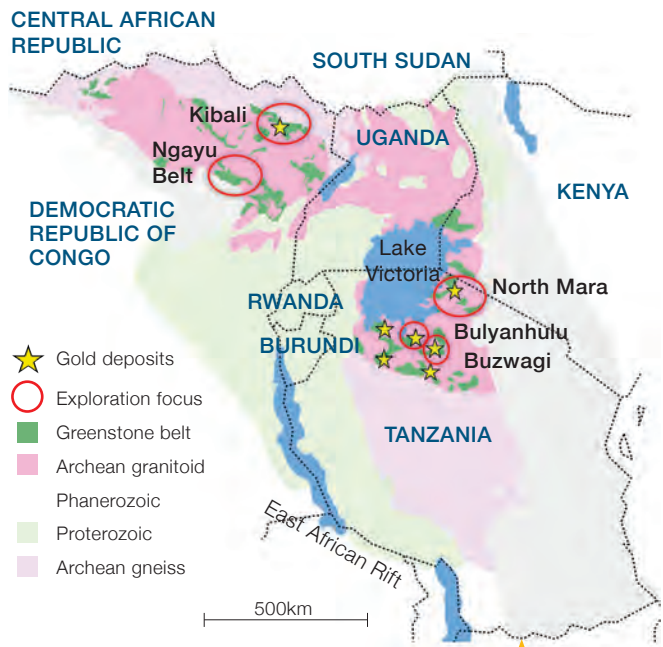 CENTRAL AFRICAN
REPUBLIC
SOUTH SUDAN
Kibali
UGANDA
Ngayu
Belt
KENYA
DEMOCRATIC
REPUBLIC OF
CONGO
Lake
Victoria
RWANDA
North Mara
BURUNDI
Bulyanhulu
Buzwagi
Gold deposits
Exploration focus
Greenstone belt
TANZANIA
Archean granitoid
Phanerozoic
Proterozoic
East African Rift
Archean gneiss
500km